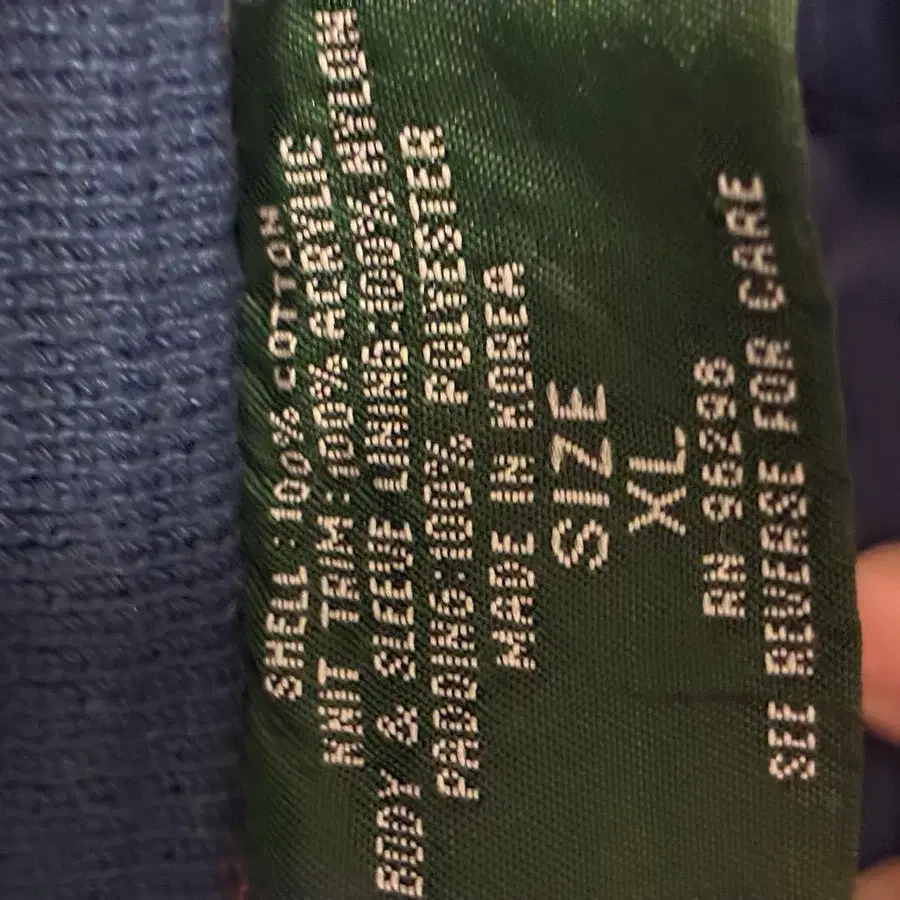 SHELL : 100% COTTON
KNIT TRIM : 100% ACRYLIC
BODY & SLEEVE LINING : 100% NYLON
PADDING : 100% POLYESTER
MADE IN KOREA
SIZE
XL
RN 96298
SEE REVERSE FOR CARE